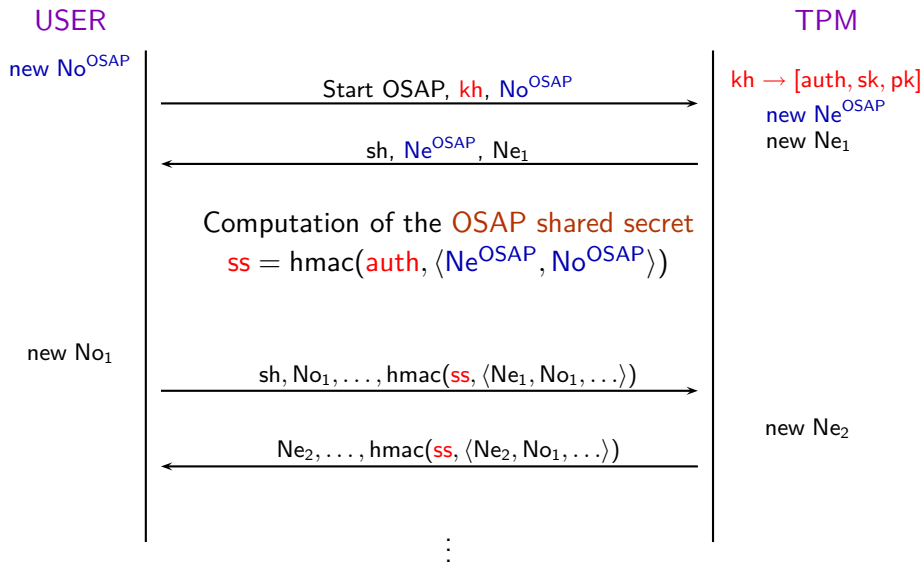 USER
TPM
new No^OSAP
kh → [auth, sk, pk]
Start OSAP, kh, No^OSAP
new Ne^OSAP
new Ne₁
sh, Ne^OSAP, Ne₁
Computation of the OSAP shared secret
ss = hmac(auth, ⟨Ne^OSAP, No^OSAP⟩)
new No₁
sh, No₁, . . . , hmac(ss, ⟨Ne₁, No₁, . . .⟩)
new Ne₂
Ne₂, . . . , hmac(ss, ⟨Ne₂, No₁, . . .⟩)
⋮